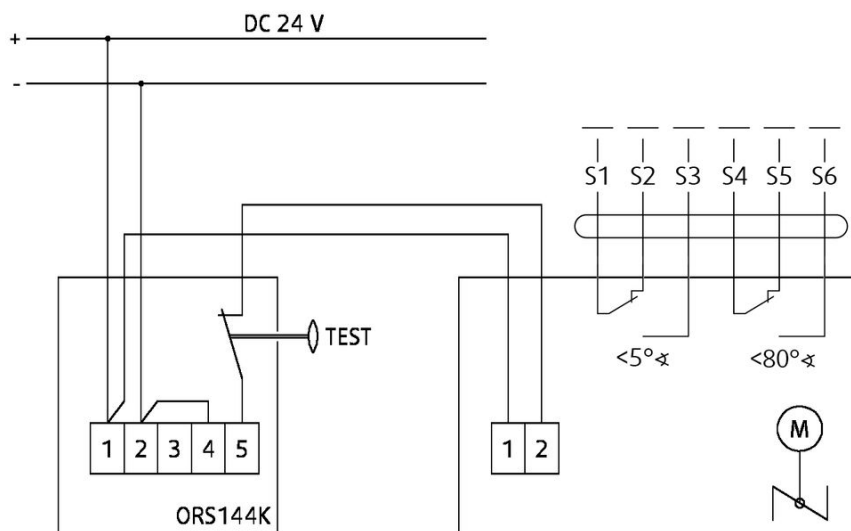 DC 24 V
+
-
S1 S2 S3 S4 S5 S6
TEST
<5°∢ <80°∢
1 2 3 4 5
1 2
M
ORS144K